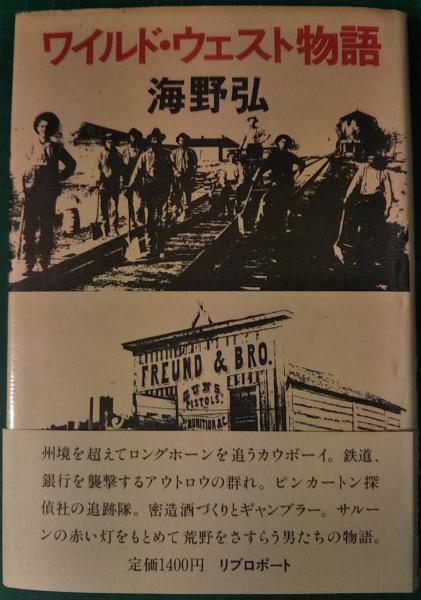 ワイルド・ウェスト物語
海野弘
FREUND & BRO.
GUNS
PISTOLS.
州境を超えてロングホーンを追うカウボーイ。鉄道、
銀行を襲撃するアウトロウの群れ。ピンカートン探
偵社の追跡隊。密造酒づくりとギャンブラー。サルー
ンの赤い灯をもとめて荒野をさすらう男たちの物語。
定価1400円 リブロポート